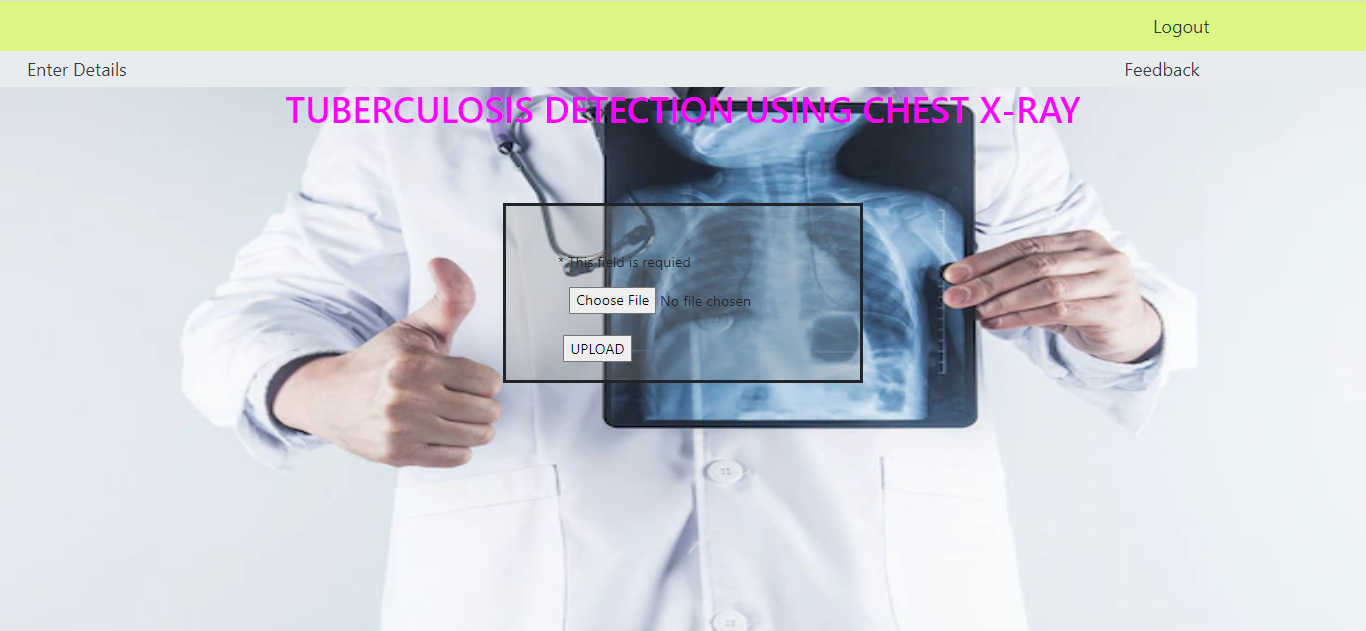 Logout
Enter Details Feedback
TUBERCULOSIS DETECTION USING CHEST X-RAY
* This field is requied
Choose File No file chosen
UPLOAD